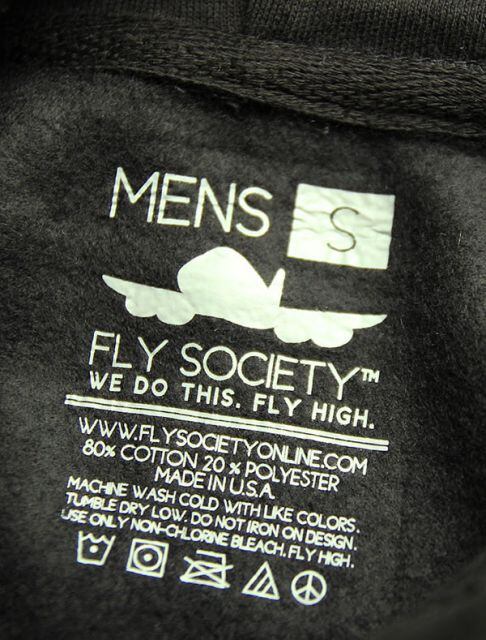 MENS S
FLY SOCIETY™
WE DO THIS. FLY HIGH.
WWW.FLYSOCIETYONLINE.COM
80% COTTON 20% POLYESTER
MADE IN U.S.A.
MACHINE WASH COLD WITH LIKE COLORS.
TUMBLE DRY LOW. DO NOT IRON ON DESIGN.
USE ONLY NON-CHLORINE BLEACH. FLY HIGH.